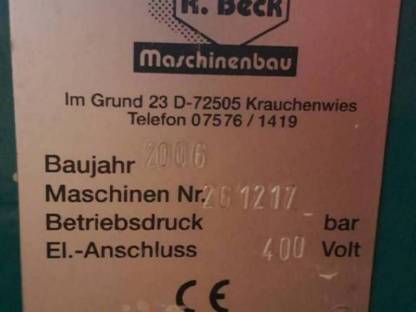 R. Beck
Maschinenbau
Im Grund 23 D-72505 Krauchenwies
Telefon 07576 / 1419
Baujahr 2006
Maschinen Nr. 261217
Betriebsdruck - bar
El.-Anschluss 400 Volt
CE